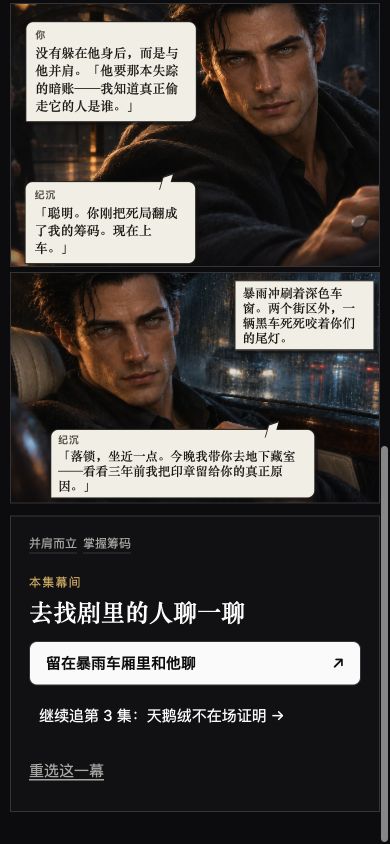 你
没有躲在他身后，而是与
他并肩。「他要那本失踪
的暗账——我知道真正偷
走它的人是谁。」
纪沉
「聪明。你刚把死局翻成
了我的筹码。现在上
车。」
暴雨冲刷着深色车
窗。两个街区外，一
辆黑车死死咬着你们
的尾灯。
纪沉
「落锁，坐近一点。今晚我带你去地下藏室
——看看三年前我把印章留给你的真正原
因。」
并肩而立 掌握筹码
本集幕间
去找剧里的人聊一聊
留在暴雨车厢里和他聊 ↗
继续追第 3 集：天鹅绒不在场证明 →
重选这一幕